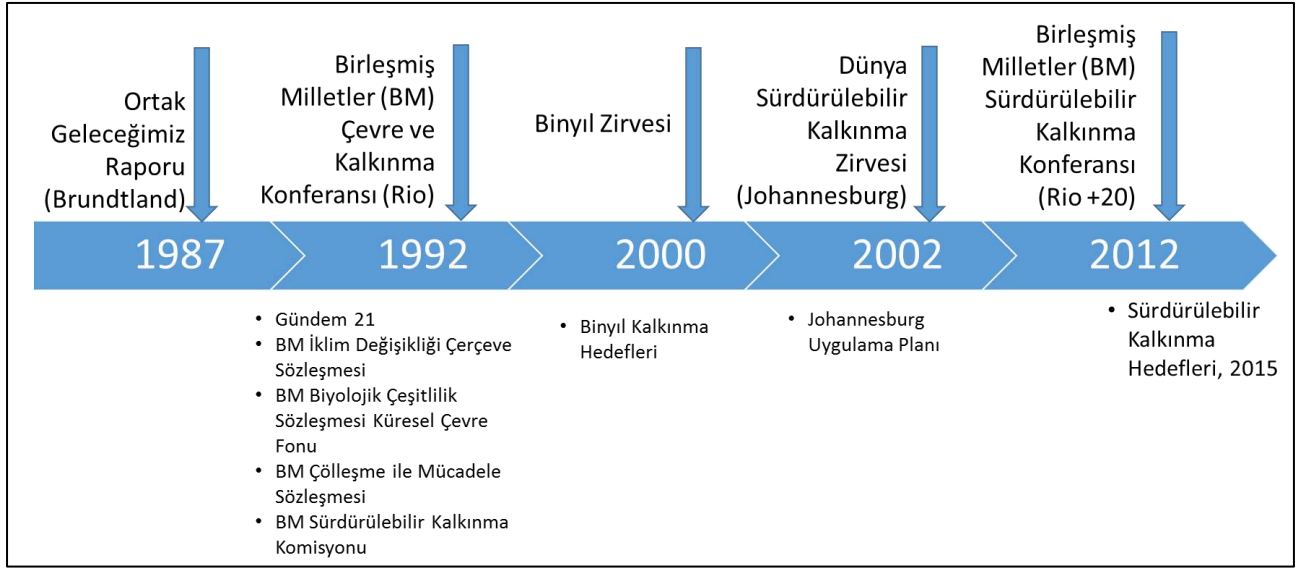 Ortak
Geleceğimiz
Raporu
(Brundtland)
Birleşmiş
Milletler (BM)
Çevre ve
Kalkınma
Konferansı (Rio)
Binyıl Zirvesi
Dünya
Sürdürülebilir
Kalkınma
Zirvesi
(Johannesburg)
Birleşmiş
Milletler (BM)
Sürdürülebilir
Kalkınma
Konferansı
(Rio +20)
1987
1992
2000
2002
2012
• Gündem 21
• BM İklim Değişikliği Çerçeve
Sözleşmesi
• BM Biyolojik Çeşitlilik
Sözleşmesi Küresel Çevre
Fonu
• BM Çölleşme ile Mücadele
Sözleşmesi
• BM Sürdürülebilir Kalkınma
Komisyonu
• Binyıl Kalkınma
Hedefleri
• Johannesburg
Uygulama Planı
• Sürdürülebilir
Kalkınma
Hedefleri, 2015